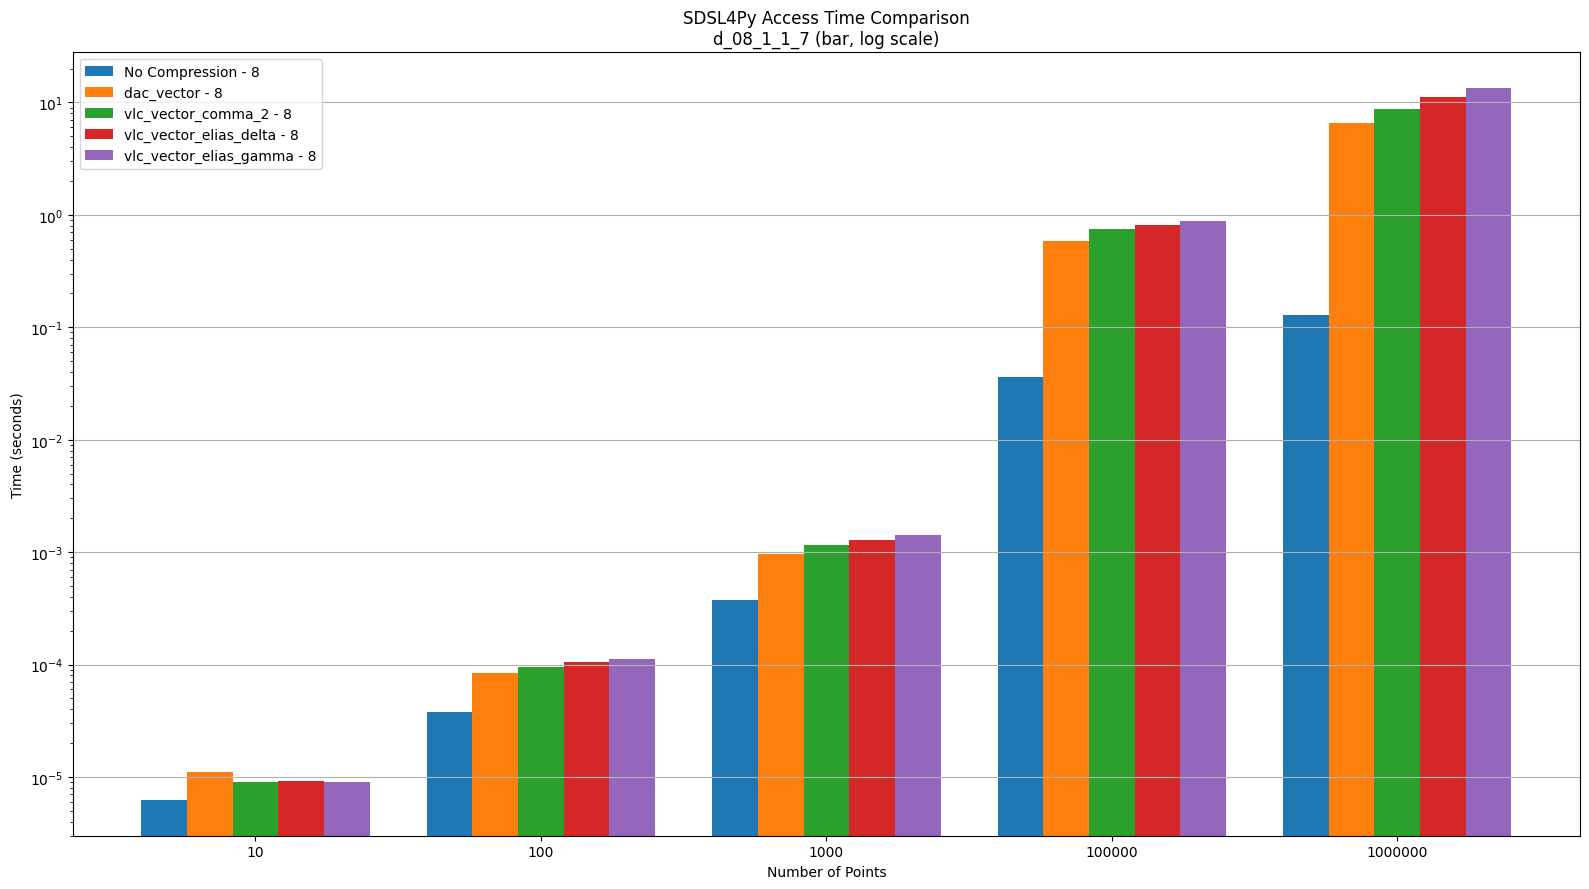 SDSL4Py Access Time Comparison
d_08_1_1_7 (bar, log scale)
No Compression - 8
dac_vector - 8
vlc_vector_comma_2 - 8
vlc_vector_elias_delta - 8
vlc_vector_elias_gamma - 8
Time (seconds)
10¹
10⁰
10⁻¹
10⁻²
10⁻³
10⁻⁴
10⁻⁵
10 100 1000 100000 1000000
Number of Points